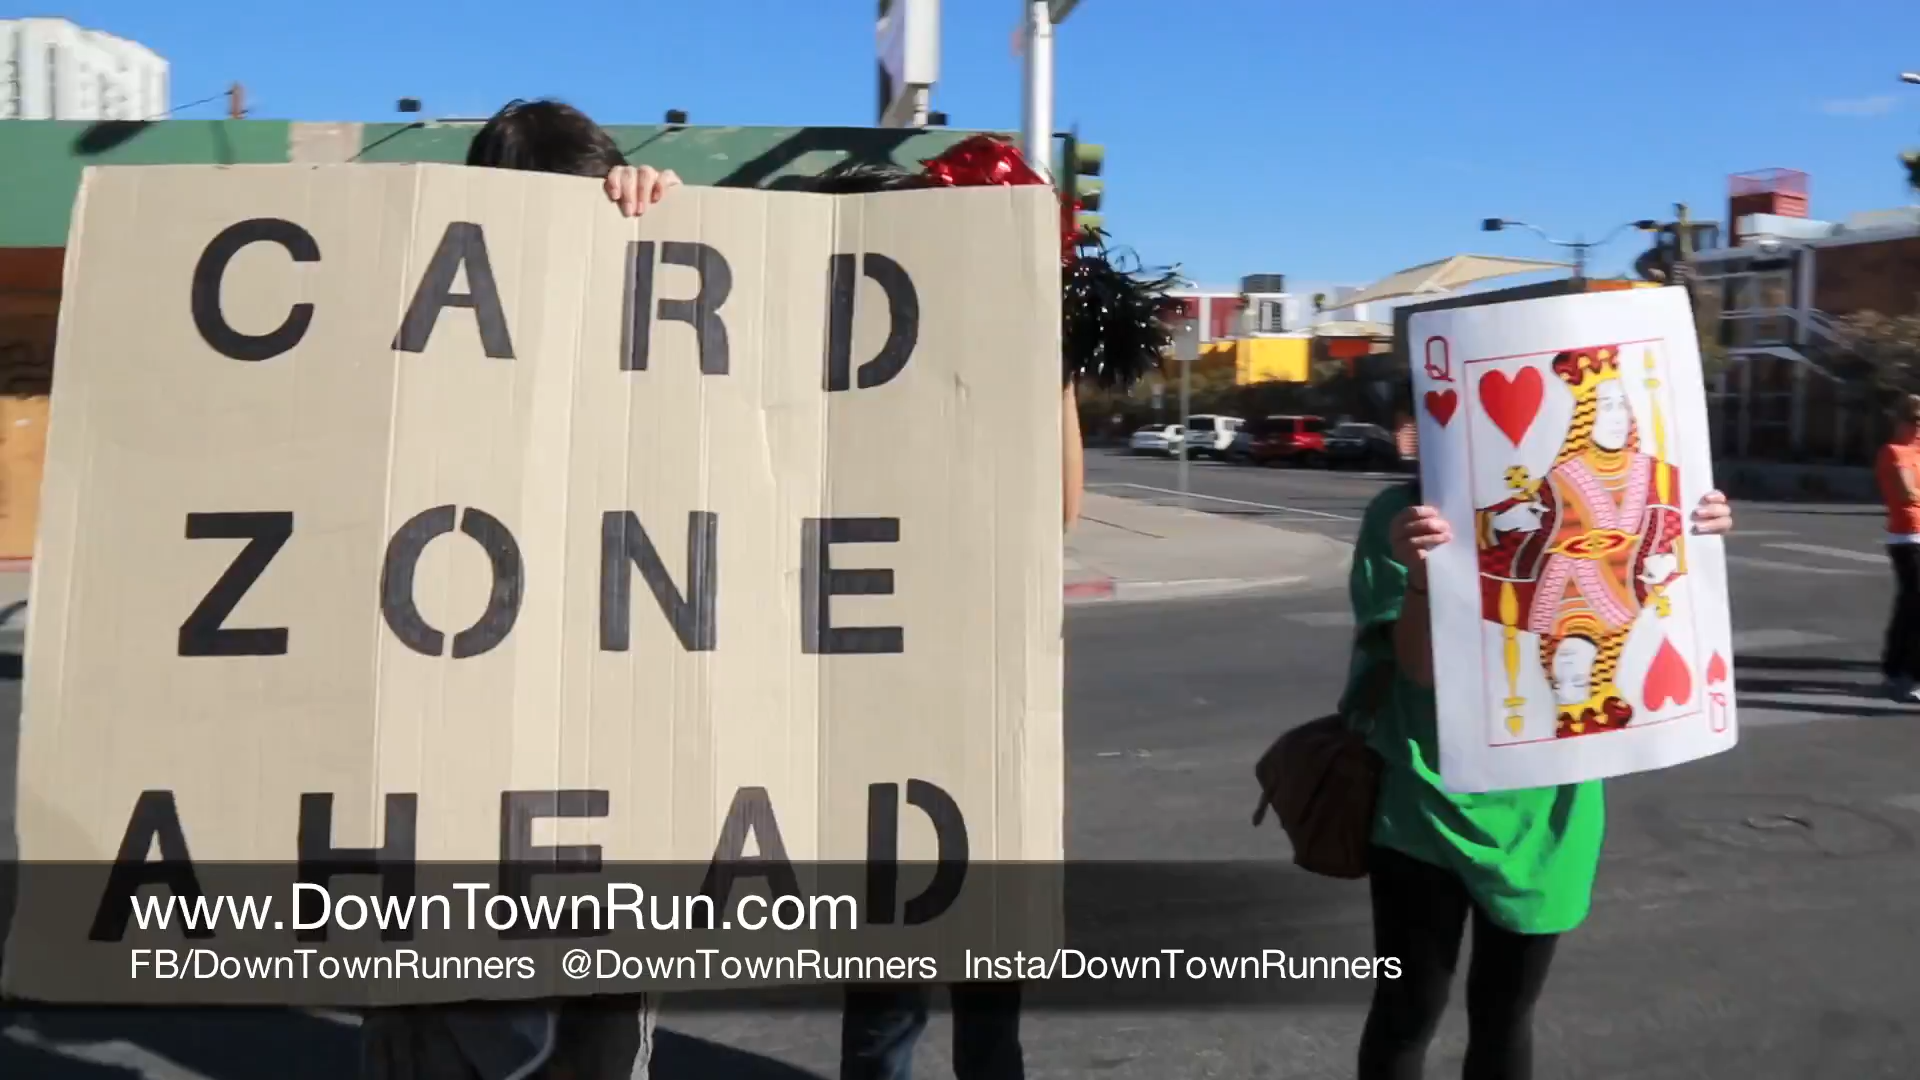 CARD
ZONE
AHEAD
Q
Q
www.DownTownRun.com
FB/DownTownRunners @DownTownRunners Insta/DownTownRunners